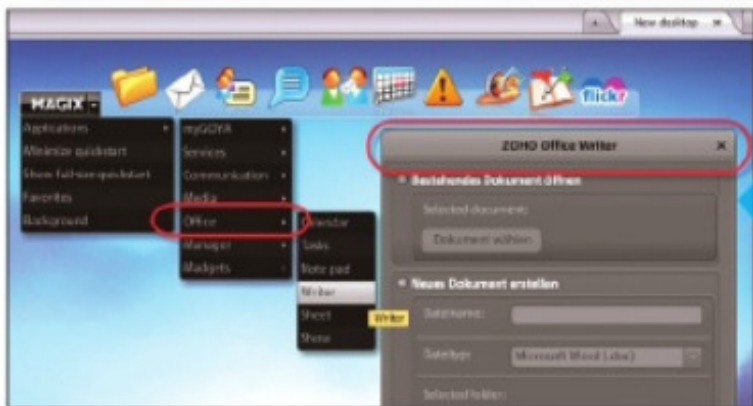 New desktop ×
MAGIX
flickr
Applications
Minimize quickstart
Show full-size quickstart
Favorites
Background
myGOYA
Services
Communication
Media
Office
Manager
Madgets
Calendar
Tasks
Note pad
Writer
Sheet
Show
Writer
ZOHO Office Writer ×
Bestehendes Dokument öffnen
Selected document:
Dokument wählen
Neues Dokument erstellen
Dateiname:
Dateityp:
Microsoft Word (.doc)
Selected folder: